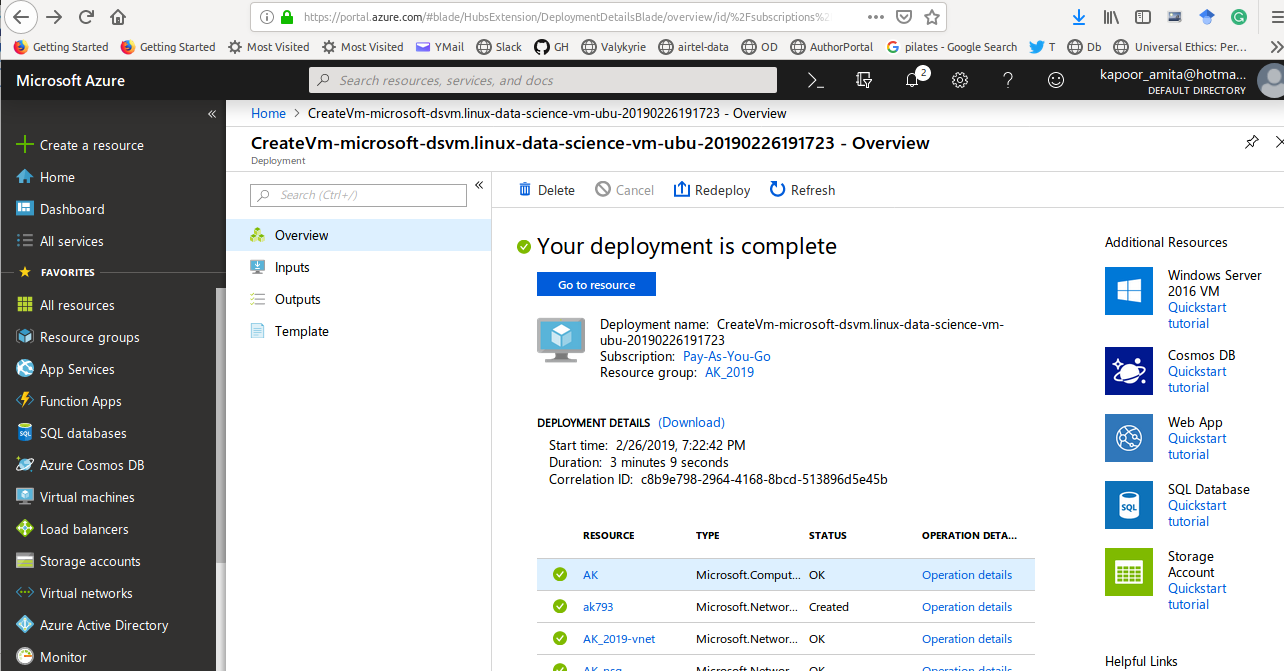 https://portal.azure.com/#blade/HubsExtension/DeploymentDetailsBlade/overview/id/%2Fsubscriptions%2
Getting Started Getting Started Most Visited Most Visited YMail Slack GH Valykyrie airtel-data OD AuthorPortal pilates - Google Search T Db Universal Ethics: Per...
Microsoft Azure
Search resources, services, and docs
2
kapoor_amita@hotma...
DEFAULT DIRECTORY
Create a resource
Home
Dashboard
All services
FAVORITES
All resources
Resource groups
App Services
Function Apps
SQL databases
Azure Cosmos DB
Virtual machines
Load balancers
Storage accounts
Virtual networks
Azure Active Directory
Monitor
Home > CreateVm-microsoft-dsvm.linux-data-science-vm-ubu-20190226191723 - Overview
CreateVm-microsoft-dsvm.linux-data-science-vm-ubu-20190226191723 - Overview
Deployment
Search (Ctrl+/)
Overview
Inputs
Outputs
Template
Delete Cancel Redeploy Refresh
Your deployment is complete
Go to resource
Deployment name: CreateVm-microsoft-dsvm.linux-data-science-vm-
ubu-20190226191723
Subscription: Pay-As-You-Go
Resource group: AK_2019
DEPLOYMENT DETAILS (Download)
Start time: 2/26/2019, 7:22:42 PM
Duration: 3 minutes 9 seconds
Correlation ID: c8b9e798-2964-4168-8bcd-513896d5e45b
RESOURCE TYPE STATUS OPERATION DETA...
AK Microsoft.Comput... OK Operation details
ak793 Microsoft.Networ... Created Operation details
AK_2019-vnet Microsoft.Networ... OK Operation details
AK-nsg Microsoft.Networ... OK Operation details
Additional Resources
Windows Server
2016 VM
Quickstart
tutorial
Cosmos DB
Quickstart
tutorial
Web App
Quickstart
tutorial
SQL
SQL Database
Quickstart
tutorial
Storage
Account
Quickstart
tutorial
Helpful Links